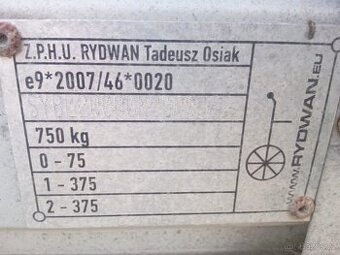 Z.P.H.U. RYDWAN Tadeusz Osiak
e9*2007/46*0020
750 kg
0 - 75
1 - 375
2 - 375
www.RYDWAN.EU